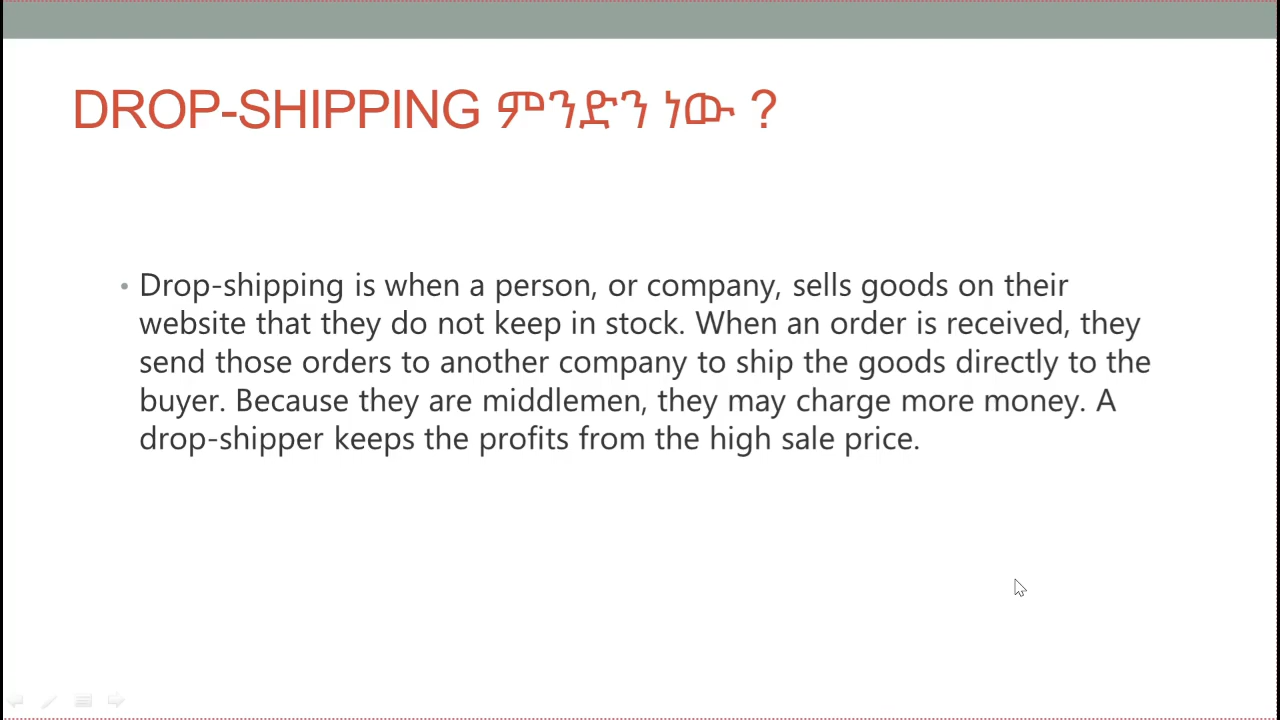 DROP-SHIPPING ምንድን ነው ?
• Drop-shipping is when a person, or company, sells goods on their
website that they do not keep in stock. When an order is received, they
send those orders to another company to ship the goods directly to the
buyer. Because they are middlemen, they may charge more money. A
drop-shipper keeps the profits from the high sale price.